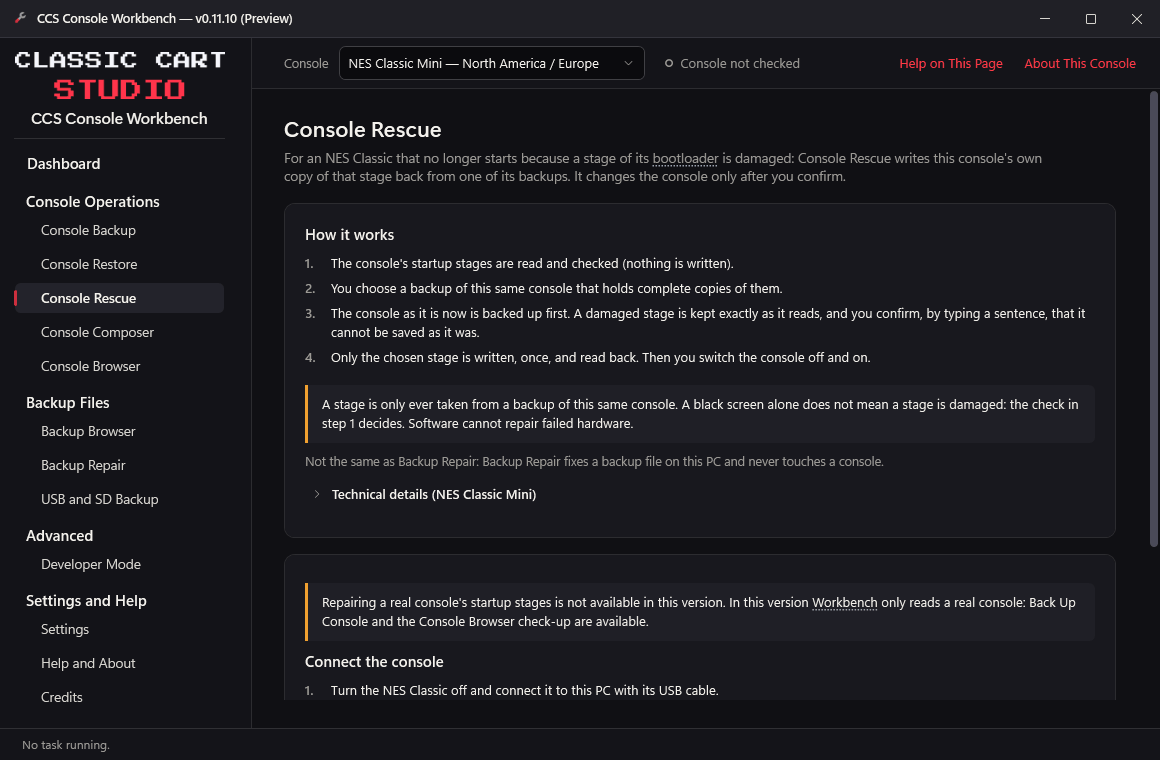 CCS Console Workbench — v0.11.10 (Preview)
CLASSIC CART
STUDIO
CCS Console Workbench
Dashboard
Console Operations
Console Backup
Console Restore
Console Rescue
Console Composer
Console Browser
Backup Files
Backup Browser
Backup Repair
USB and SD Backup
Advanced
Developer Mode
Settings and Help
Settings
Help and About
Credits
Console
NES Classic Mini — North America / Europe
Console not checked
Help on This Page
About This Console
Console Rescue
For an NES Classic that no longer starts because a stage of its bootloader is damaged: Console Rescue writes this console's own
copy of that stage back from one of its backups. It changes the console only after you confirm.
How it works
1. The console's startup stages are read and checked (nothing is written).
2. You choose a backup of this same console that holds complete copies of them.
3. The console as it is now is backed up first. A damaged stage is kept exactly as it reads, and you confirm, by typing a sentence, that it
cannot be saved as it was.
4. Only the chosen stage is written, once, and read back. Then you switch the console off and on.
A stage is only ever taken from a backup of this same console. A black screen alone does not mean a stage is damaged: the check in
step 1 decides. Software cannot repair failed hardware.
Not the same as Backup Repair: Backup Repair fixes a backup file on this PC and never touches a console.
Technical details (NES Classic Mini)
Repairing a real console's startup stages is not available in this version. In this version Workbench only reads a real console: Back Up
Console and the Console Browser check-up are available.
Connect the console
1. Turn the NES Classic off and connect it to this PC with its USB cable.
No task running.